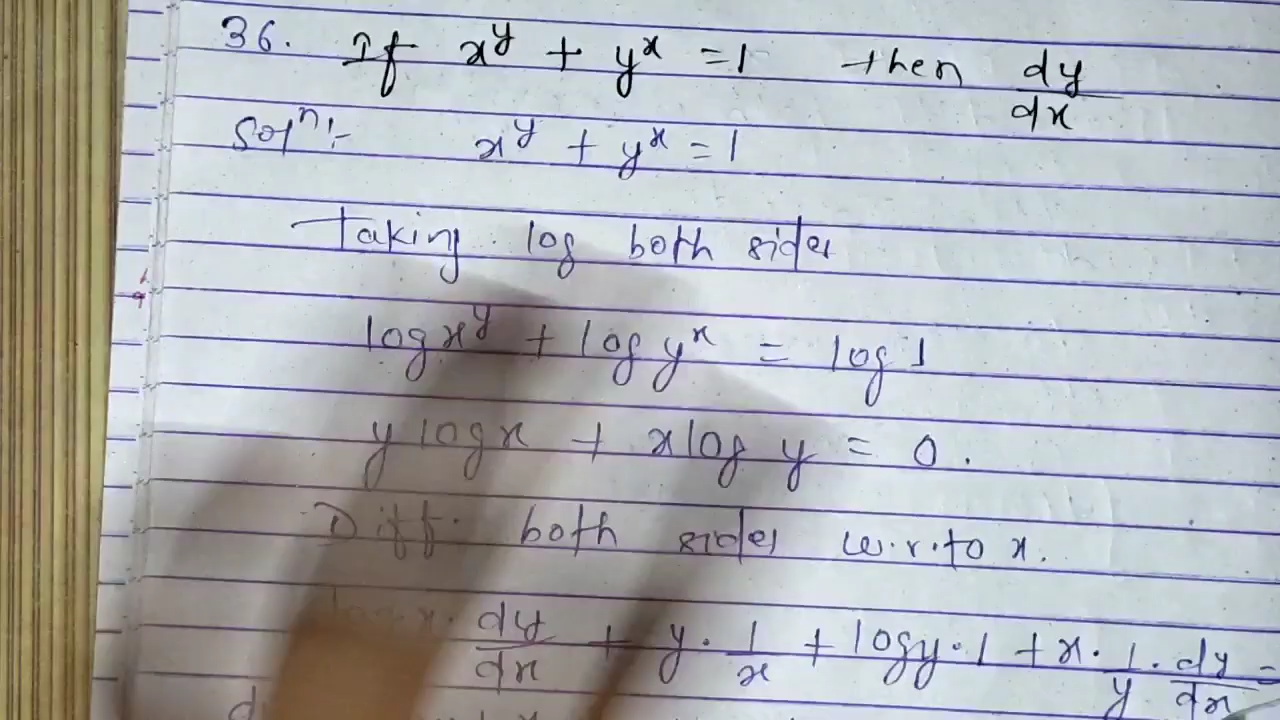 36. If x^y + y^x = 1 then dy/dx
Sol^n:- x^y + y^x = 1
Taking log both sides
log x^y + log y^x = log 1
y log x + x log y = 0.
Diff. both sides w.r.to x.
dy/dx + y · 1/x + log y · 1 + x · 1/y · dy/dx =